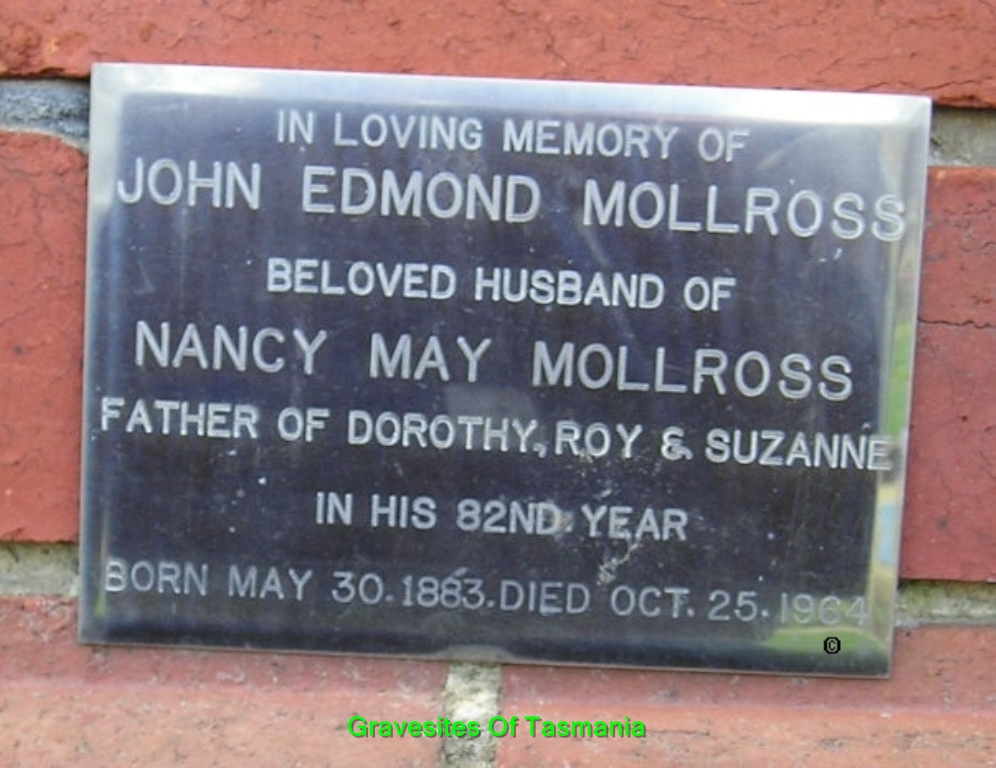 IN LOVING MEMORY OF
JOHN EDMOND MOLLROSS
BELOVED HUSBAND OF
NANCY MAY MOLLROSS
FATHER OF DOROTHY, ROY & SUZANNE
IN HIS 82ND YEAR
BORN MAY 30. 1883. DIED OCT. 25. 1964
©
Gravesites Of Tasmania